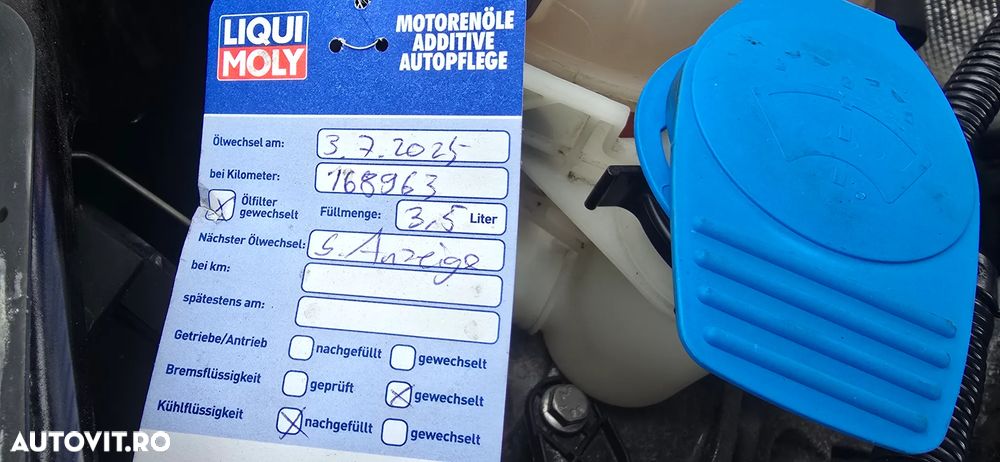 LIQUI
MOLY
MOTORENÖLE
ADDITIVE
AUTOPFLEGE
Ölwechsel am: 3.7.2025
bei Kilometer: 168963
Ölfilter gewechselt Füllmenge: 3,5 Liter
Nächster Ölwechsel: s. Anzeige
bei km:
spätestens am:
Getriebe/Antrieb nachgefüllt gewechselt
Bremsflüssigkeit geprüft gewechselt
Kühlflüssigkeit nachgefüllt gewechselt
AUTOVIT.RO